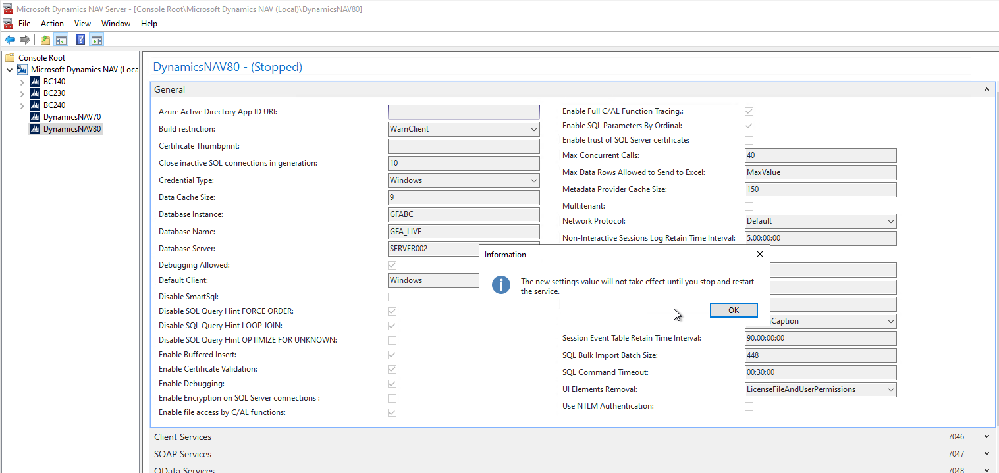 Microsoft Dynamics NAV Server - [Console Root\Microsoft Dynamics NAV (Local)\DynamicsNAV80]
File Action View Window Help
Console Root
Microsoft Dynamics NAV (Loca
BC140
BC230
BC240
DynamicsNAV70
DynamicsNAV80
DynamicsNAV80 - (Stopped)
General
Azure Active Directory App ID URI:
Build restriction: WarnClient
Certificate Thumbprint:
Close inactive SQL connections in generation: 10
Credential Type: Windows
Data Cache Size: 9
Database Instance: GFABC
Database Name: GFA_LIVE
Database Server: SERVER002
Debugging Allowed:
Default Client: Windows
Disable SmartSql:
Disable SQL Query Hint FORCE ORDER:
Disable SQL Query Hint LOOP JOIN:
Disable SQL Query Hint OPTIMIZE FOR UNKNOWN:
Enable Buffered Insert:
Enable Certificate Validation:
Enable Debugging:
Enable Encryption on SQL Server connections :
Enable file access by C/AL functions:
Enable Full C/AL Function Tracing.:
Enable SQL Parameters By Ordinal:
Enable trust of SQL Server certificate:
Max Concurrent Calls: 40
Max Data Rows Allowed to Send to Excel: MaxValue
Metadata Provider Cache Size: 150
Multitenant:
Network Protocol: Default
Non-Interactive Sessions Log Retain Time Interval: 5.00:00:00
Information
The new settings value will not take effect until you stop and restart
the service.
OK
Caption
Session Event Table Retain Time Interval: 90.00:00:00
SQL Bulk Import Batch Size: 448
SQL Command Timeout: 00:30:00
UI Elements Removal: LicenseFileAndUserPermissions
Use NTLM Authentication:
Client Services 7046
SOAP Services 7047
OData Services 7048